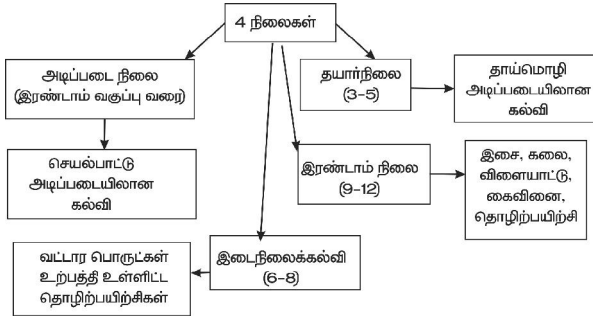 4 நிலைகள்
அடிப்படை நிலை
(இரண்டாம் வகுப்பு வரை)
தயார்நிலை
(3-5)
தாய்மொழி
அடிப்படையிலான
கல்வி
செயல்பாட்டு
அடிப்படையிலான
கல்வி
இரண்டாம் நிலை
(9-12)
இசை, கலை,
விளையாட்டு,
கைவினை,
தொழிற்பயிற்சி
வட்டார பொருட்கள்
உற்பத்தி உள்ளிட்ட
தொழிற்பயிற்சிகள்
இடைநிலைக்கல்வி
(6-8)